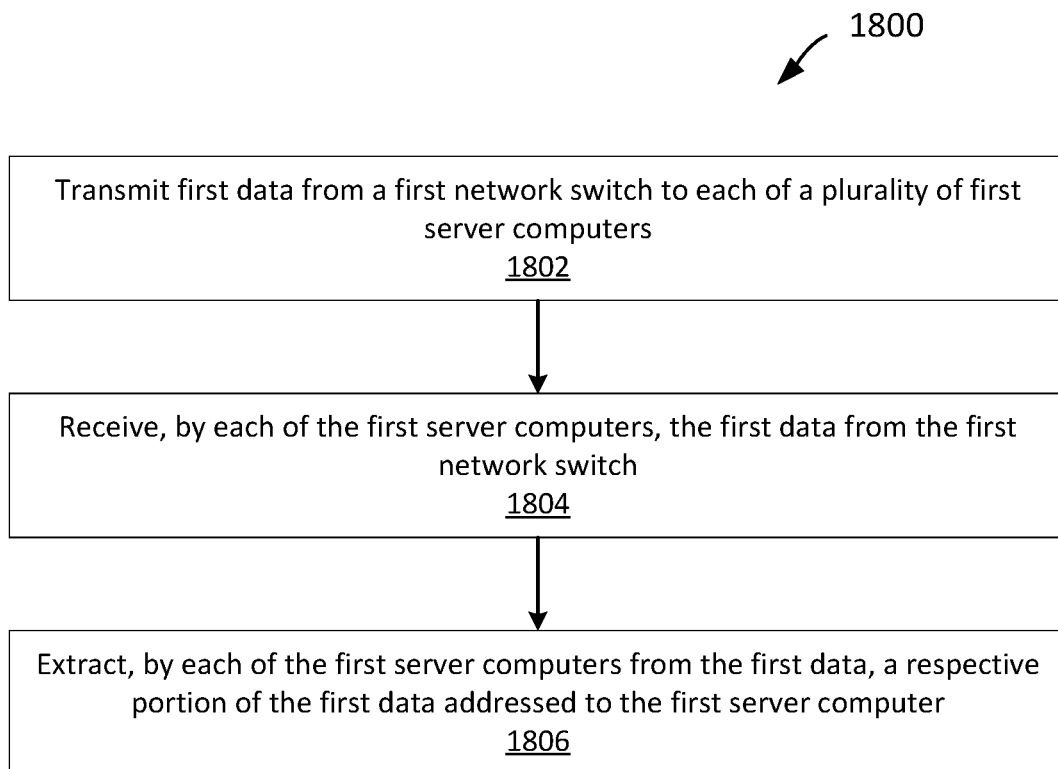 1800
Transmit first data from a first network switch to each of a plurality of first
server computers
1802
Receive, by each of the first server computers, the first data from the first
network switch
1804
Extract, by each of the first server computers from the first data, a respective
portion of the first data addressed to the first server computer
1806